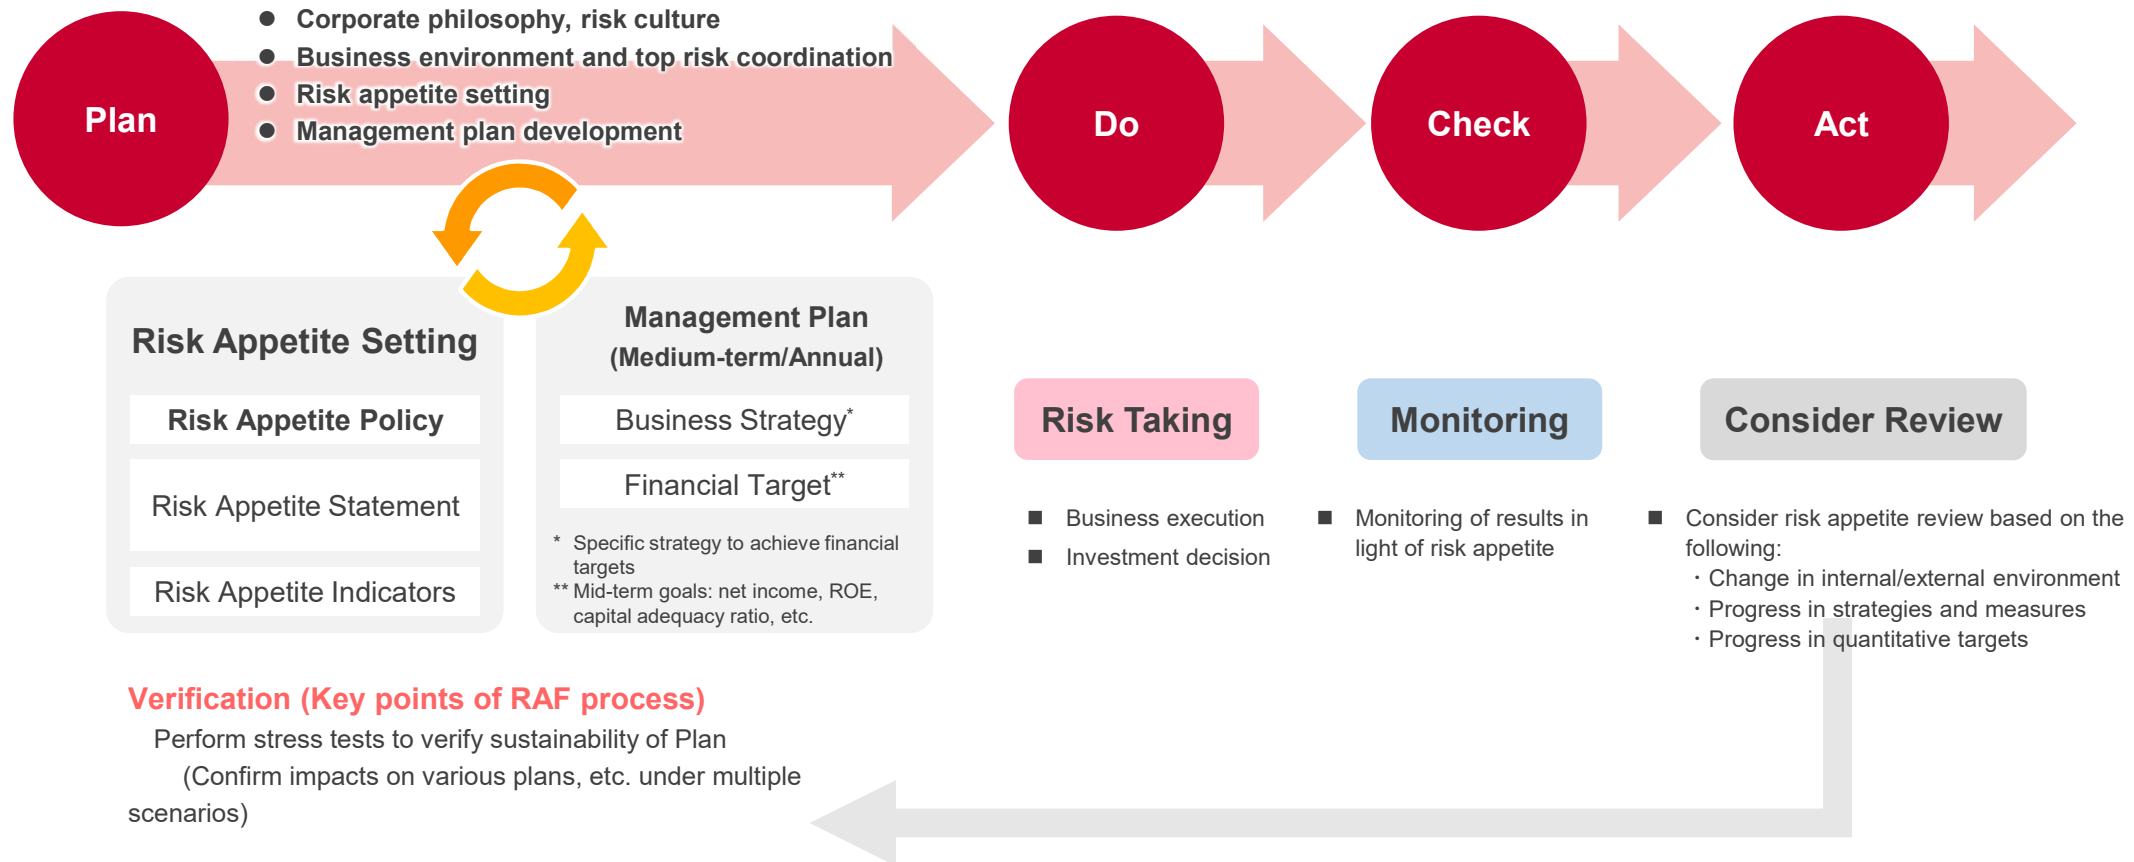 Plan
● Corporate philosophy, risk culture
● Business environment and top risk coordination
● Risk appetite setting
● Management plan development
Do
Check
Act
Risk Appetite Setting
Risk Appetite Policy
Risk Appetite Statement
Risk Appetite Indicators
Management Plan
(Medium-term/Annual)
Business Strategy*
Financial Target**
* Specific strategy to achieve financial
targets
** Mid-term goals: net income, ROE,
capital adequacy ratio, etc.
Risk Taking
■ Business execution
■ Investment decision
Monitoring
■ Monitoring of results in
light of risk appetite
Consider Review
■ Consider risk appetite review based on the
following:
・Change in internal/external environment
・Progress in strategies and measures
・Progress in quantitative targets
Verification (Key points of RAF process)
Perform stress tests to verify sustainability of Plan
(Confirm impacts on various plans, etc. under multiple
scenarios)